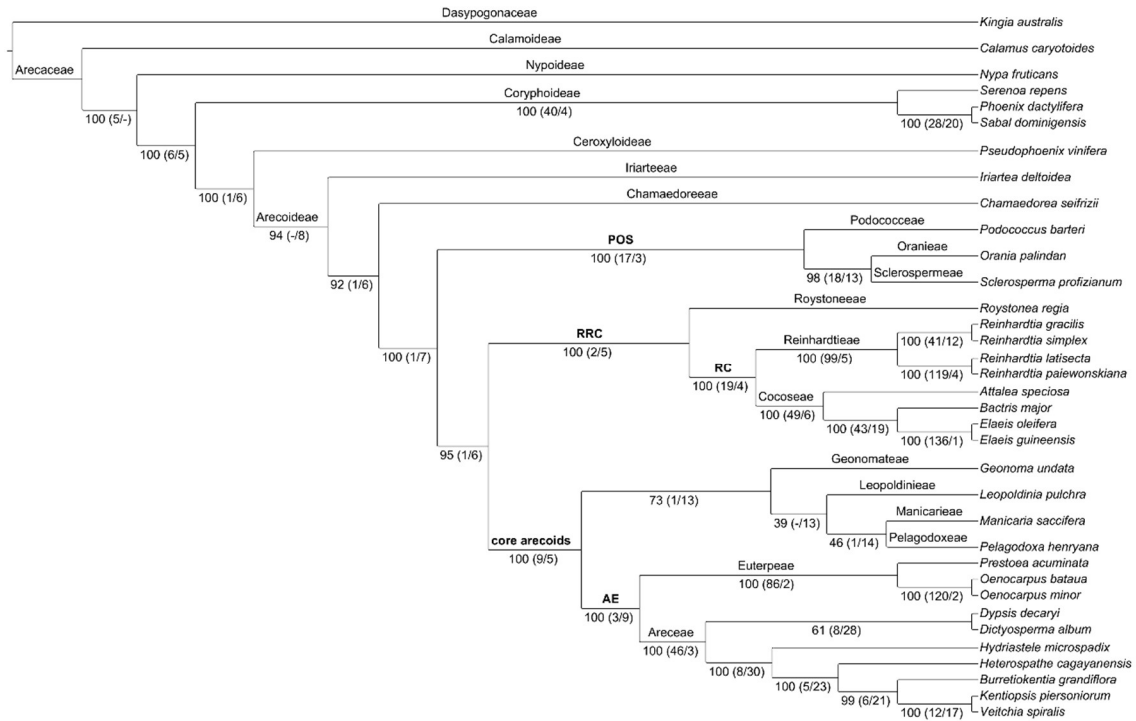 Dasypogonaceae
Kingia australis
Calamoideae
Calamus caryotoides
Arecaceae
Nypoideae
Nypa fruticans
100 (5/-)
Coryphoideae
Serenoa repens
100 (40/4)
Phoenix dactylifera
100 (28/20)
Sabal dominigensis
100 (6/5)
Ceroxyloideae
Pseudophoenix vinifera
100 (1/6)
Iriarteeae
Iriartea deltoidea
Arecoideae
94 (-/8)
Chamaedoreeae
Chamaedorea seifrizii
92 (1/6)
Podococceae
Podococcus barteri
POS
100 (17/3)
Oranieae
Orania palindan
98 (18/13)
Sclerospermeae
Sclerosperma profizianum
100 (1/7)
Roystoneeae
Roystonea regia
RRC
100 (2/5)
Reinhardtia gracilis
Reinhardtieae
100 (41/12)
Reinhardtia simplex
100 (99/5)
Reinhardtia latisecta
RC
100 (19/4)
100 (119/4)
Reinhardtia paiewonskiana
Cocoseae
100 (49/6)
Attalea speciosa
Bactris major
100 (43/19)
Elaeis oleifera
100 (136/1)
Elaeis guineensis
95 (1/6)
Geonomateae
Geonoma undata
73 (1/13)
Leopoldinieae
Leopoldinia pulchra
39 (-/13)
Manicarieae
Manicaria saccifera
46 (1/14)
Pelagodoxeae
Pelagodoxa henryana
core arecoids
100 (9/5)
Euterpeae
Prestoea acuminata
100 (86/2)
Oenocarpus bataua
100 (120/2)
Oenocarpus minor
AE
100 (3/9)
Dypsis decaryi
61 (8/28)
Dictyosperma album
Areceae
100 (46/3)
Hydriastele microspadix
100 (8/30)
Heterospathe cagayanensis
100 (5/23)
Burretiokentia grandiflora
99 (6/21)
Kentiopsis piersoniorum
100 (12/17)
Veitchia spiralis